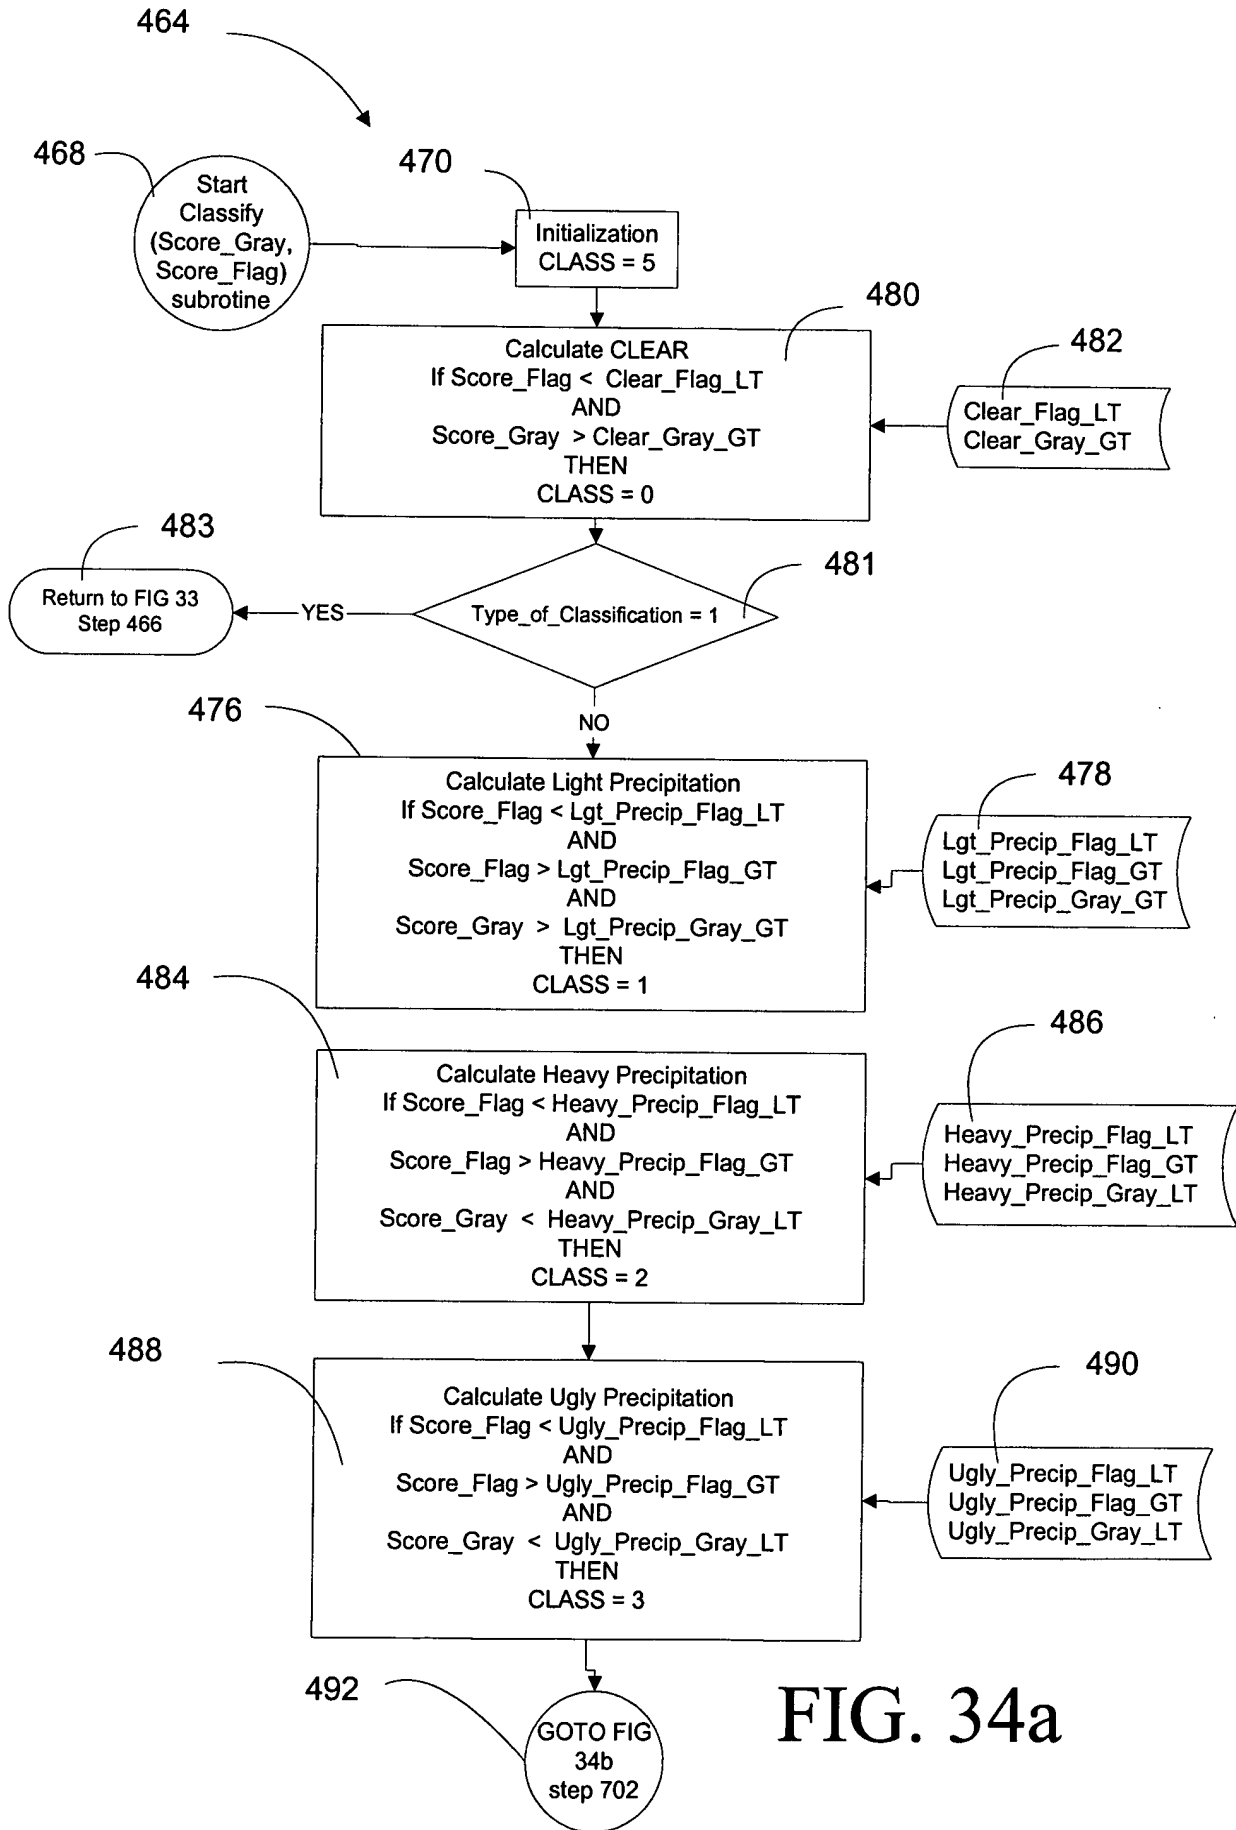 464
468
470
Start
Classify
(Score_Gray,
Score_Flag)
subrotine
Initialization
CLASS = 5
480
482
Calculate CLEAR
If Score_Flag < Clear_Flag_LT
AND
Score_Gray > Clear_Gray_GT
THEN
CLASS = 0
Clear_Flag_LT
Clear_Gray_GT
483
481
Return to FIG 33
Step 466
YES
Type_of_Classification = 1
NO
476
478
Calculate Light Precipitation
If Score_Flag < Lgt_Precip_Flag_LT
AND
Score_Flag > Lgt_Precip_Flag_GT
AND
Score_Gray > Lgt_Precip_Gray_GT
THEN
CLASS = 1
Lgt_Precip_Flag_LT
Lgt_Precip_Flag_GT
Lgt_Precip_Gray_GT
484
486
Calculate Heavy Precipitation
If Score_Flag < Heavy_Precip_Flag_LT
AND
Score_Flag > Heavy_Precip_Flag_GT
AND
Score_Gray < Heavy_Precip_Gray_LT
THEN
CLASS = 2
Heavy_Precip_Flag_LT
Heavy_Precip_Flag_GT
Heavy_Precip_Gray_LT
488
490
Calculate Ugly Precipitation
If Score_Flag < Ugly_Precip_Flag_LT
AND
Score_Flag > Ugly_Precip_Flag_GT
AND
Score_Gray < Ugly_Precip_Gray_LT
THEN
CLASS = 3
Ugly_Precip_Flag_LT
Ugly_Precip_Flag_GT
Ugly_Precip_Gray_LT
492
GOTO FIG
34b
step 702
FIG. 34a